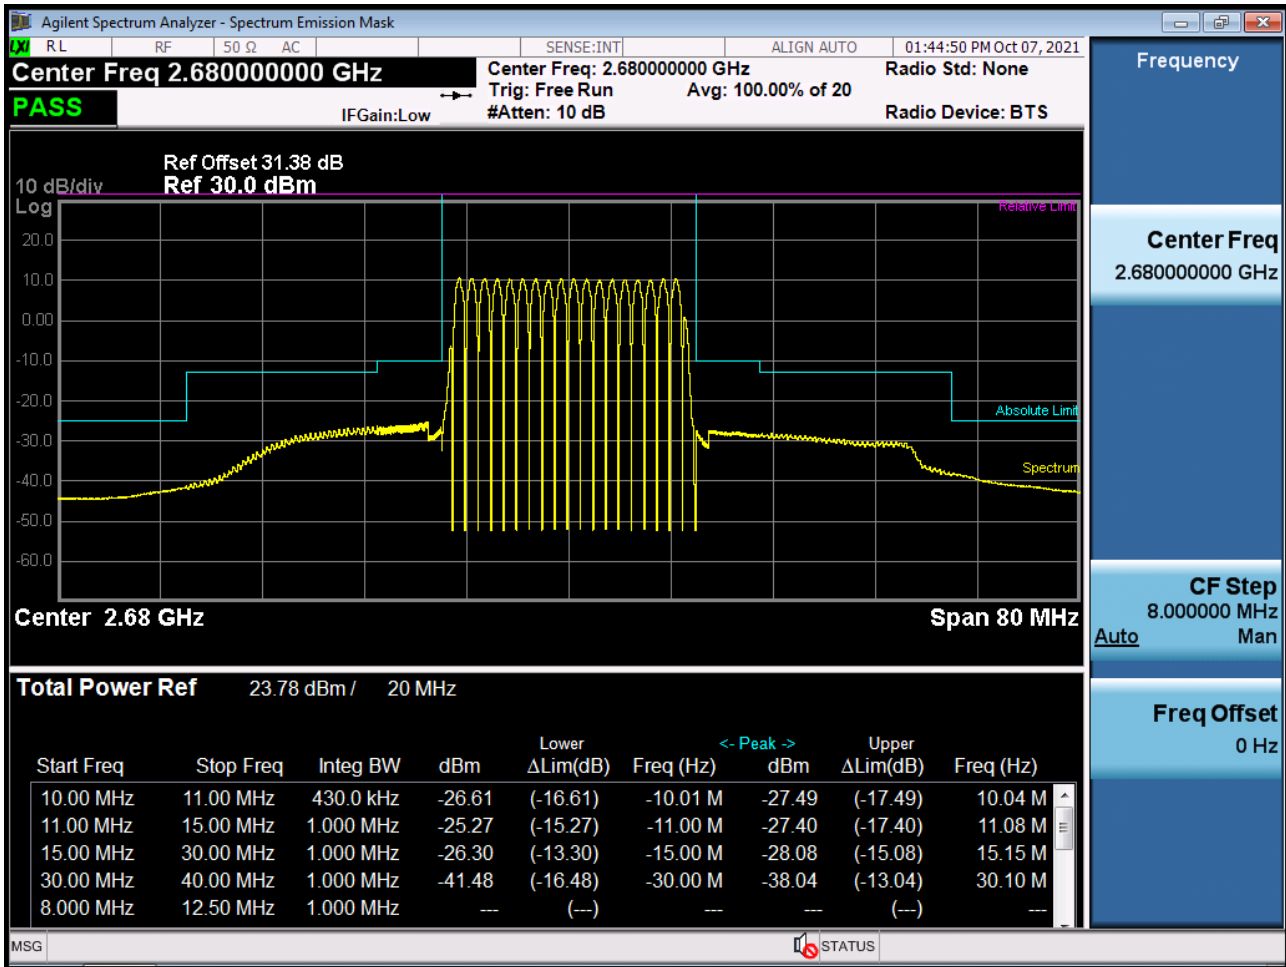 Agilent Spectrum Analyzer - Spectrum Emission Mask
LXI RL RF 50 Ω AC SENSE:INT ALIGN AUTO 01:44:50 PM Oct 07, 2021
Center Freq 2.680000000 GHz
Center Freq: 2.680000000 GHz Radio Std: None
Trig: Free Run Avg: 100.00% of 20
PASS
IFGain:Low #Atten: 10 dB Radio Device: BTS
Frequency
Ref Offset 31.38 dB
10 dB/div Ref 30.0 dBm
Log
Relative Limit
20.0
10.0
0.00
-10.0
-20.0
Absolute Limit
-30.0
Spectrum
-40.0
-50.0
-60.0
Center 2.68 GHz Span 80 MHz
Center Freq
2.680000000 GHz
CF Step
8.000000 MHz
Auto Man
Freq Offset
0 Hz
Total Power Ref 23.78 dBm / 20 MHz
Lower <- Peak -> Upper
Start Freq Stop Freq Integ BW dBm ΔLim(dB) Freq (Hz) dBm ΔLim(dB) Freq (Hz)
10.00 MHz 11.00 MHz 430.0 kHz -26.61 (-16.61) -10.01 M -27.49 (-17.49) 10.04 M
11.00 MHz 15.00 MHz 1.000 MHz -25.27 (-15.27) -11.00 M -27.40 (-17.40) 11.08 M
15.00 MHz 30.00 MHz 1.000 MHz -26.30 (-13.30) -15.00 M -28.08 (-15.08) 15.15 M
30.00 MHz 40.00 MHz 1.000 MHz -41.48 (-16.48) -30.00 M -38.04 (-13.04) 30.10 M
8.000 MHz 12.50 MHz 1.000 MHz --- (---) --- --- (---) ---
MSG STATUS